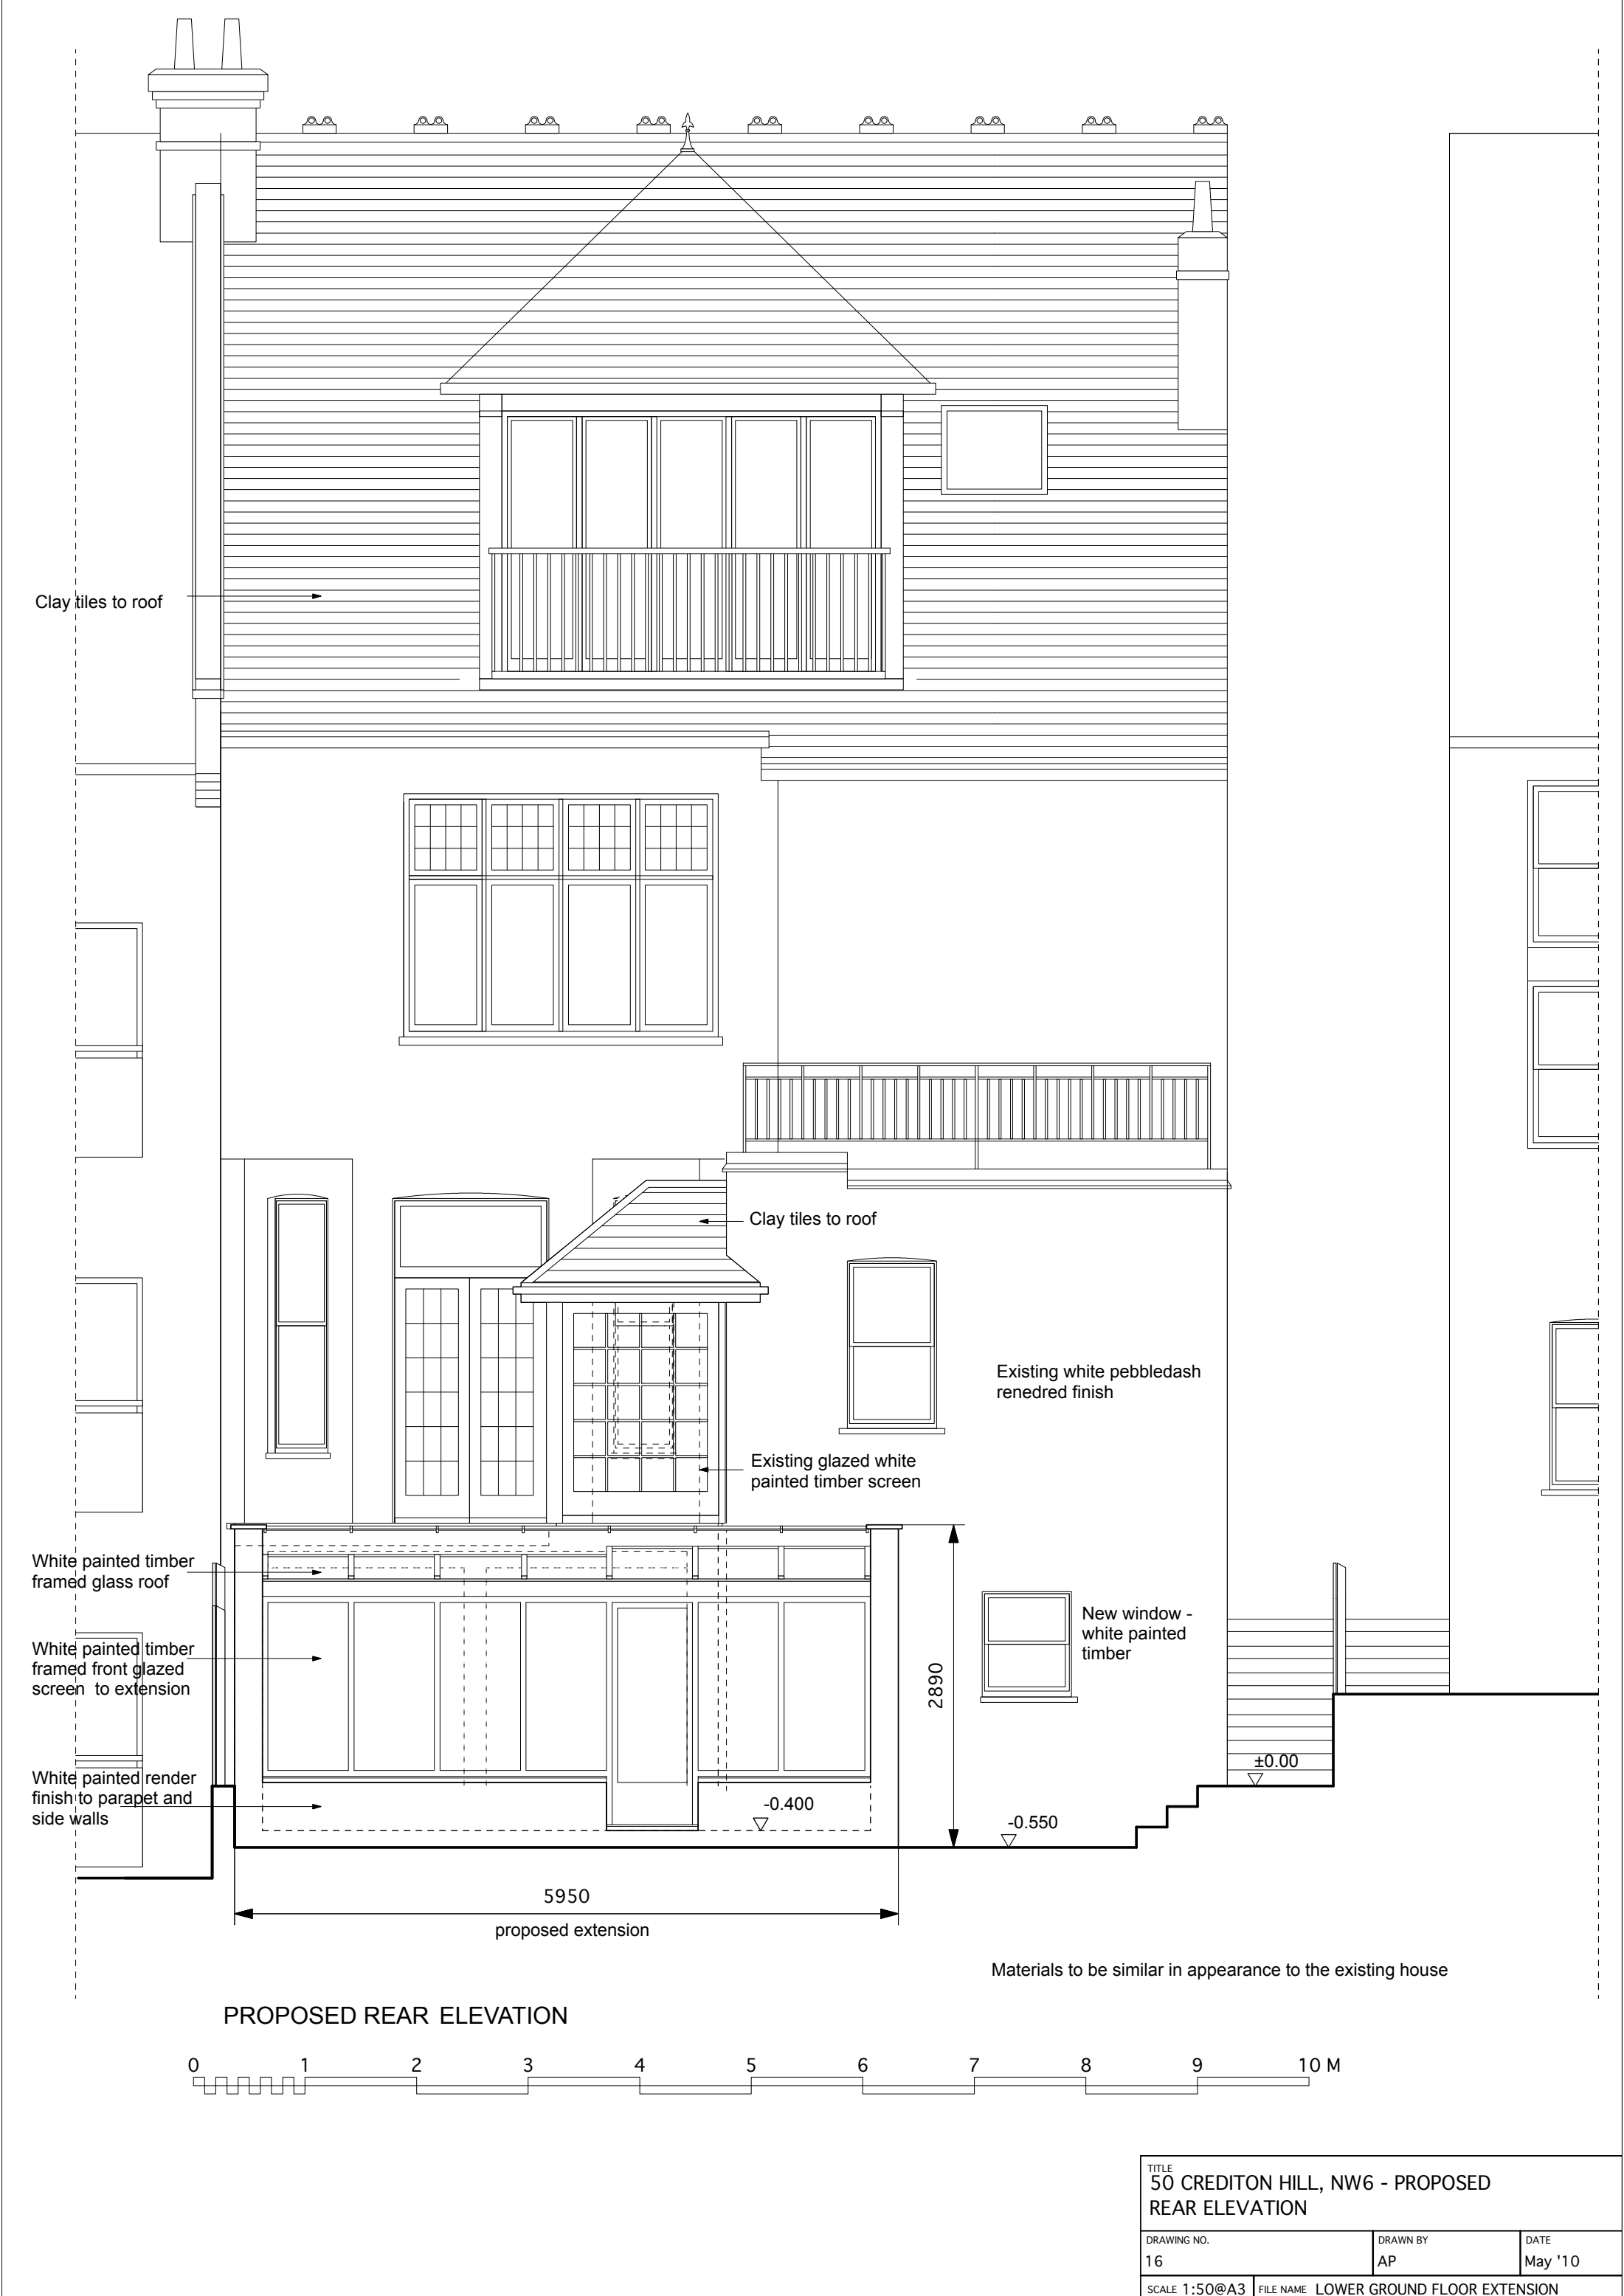 Clay tiles to roof
Clay tiles to roof
Existing white pebbledash
renedred finish
Existing glazed white
painted timber screen
White painted timber
framed glass roof
New window -
white painted
timber
White painted timber
framed front glazed
screen to extension
2890
White painted render
finish to parapet and
side walls
±0.00
-0.400
-0.550
5950
proposed extension
Materials to be similar in appearance to the existing house
PROPOSED REAR ELEVATION
0 1 2 3 4 5 6 7 8 9 10 M
TITLE
50 CREDITON HILL, NW6 - PROPOSED
REAR ELEVATION
DRAWING NO. DRAWN BY DATE
16 AP May '10
SCALE 1:50@A3 FILE NAME LOWER GROUND FLOOR EXTENSION